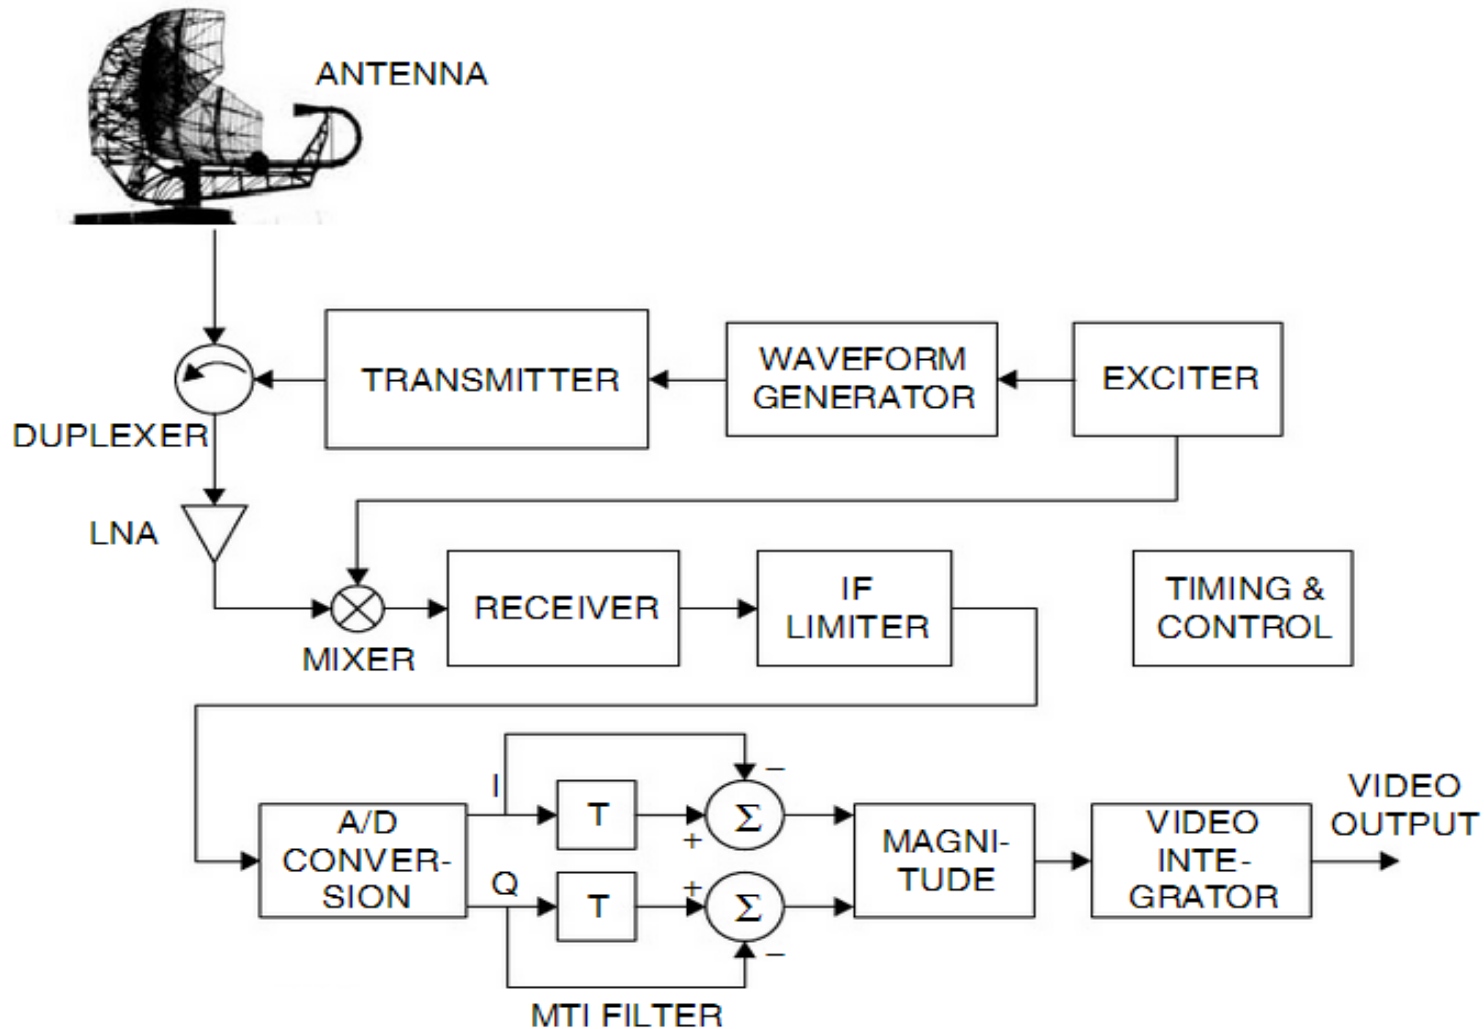 ANTENNA
TRANSMITTER
WAVEFORM
GENERATOR
EXCITER
DUPLEXER
LNA
MIXER
RECEIVER
IF
LIMITER
TIMING &
CONTROL
A/D
CONVER-
SION
I
T
+
−
Σ
Q
T
+
−
Σ
MTI FILTER
MAGNI-
TUDE
VIDEO
INTE-
GRATOR
VIDEO
OUTPUT